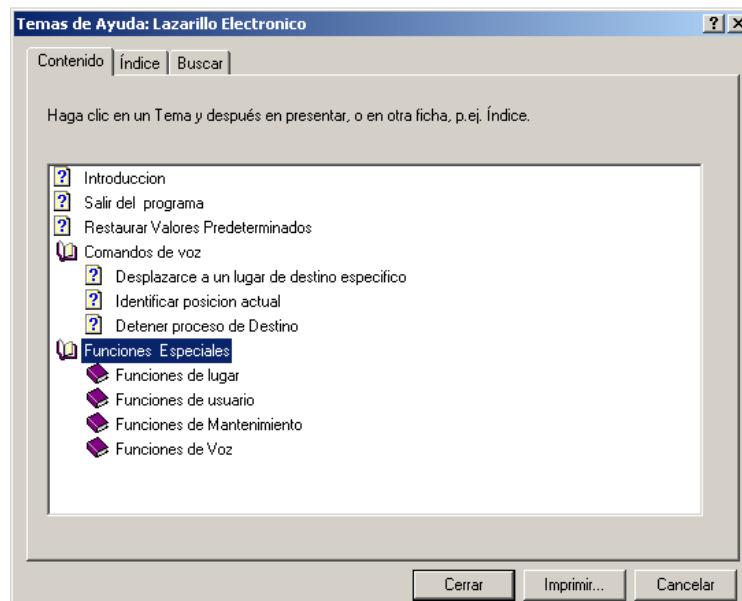 Temas de Ayuda: Lazarillo Electronico
Contenido Índice Buscar
Haga clic en un Tema y después en presentar, o en otra ficha, p.ej. Índice.
Introduccion
Salir del programa
Restaurar Valores Predeterminados
Comandos de voz
Desplazarce a un lugar de destino especifico
Identificar posicion actual
Detener proceso de Destino
Funciones Especiales
Funciones de lugar
Funciones de usuario
Funciones de Mantenimiento
Funciones de Voz
Cerrar Imprimir... Cancelar